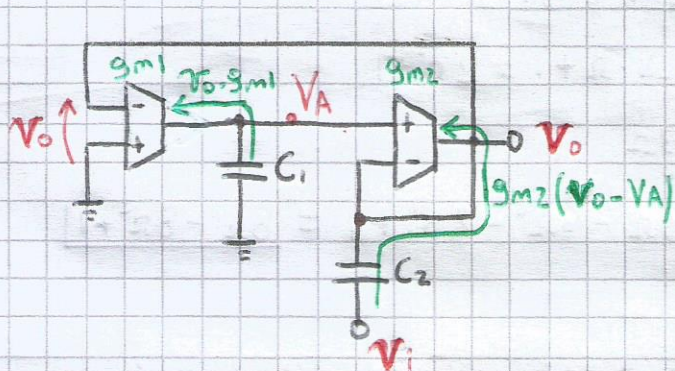 gm1
Vo·gm1
VA
gm2
Vo
-
+
C1
+
-
Vo
gm2(Vo-VA)
C2
Vi